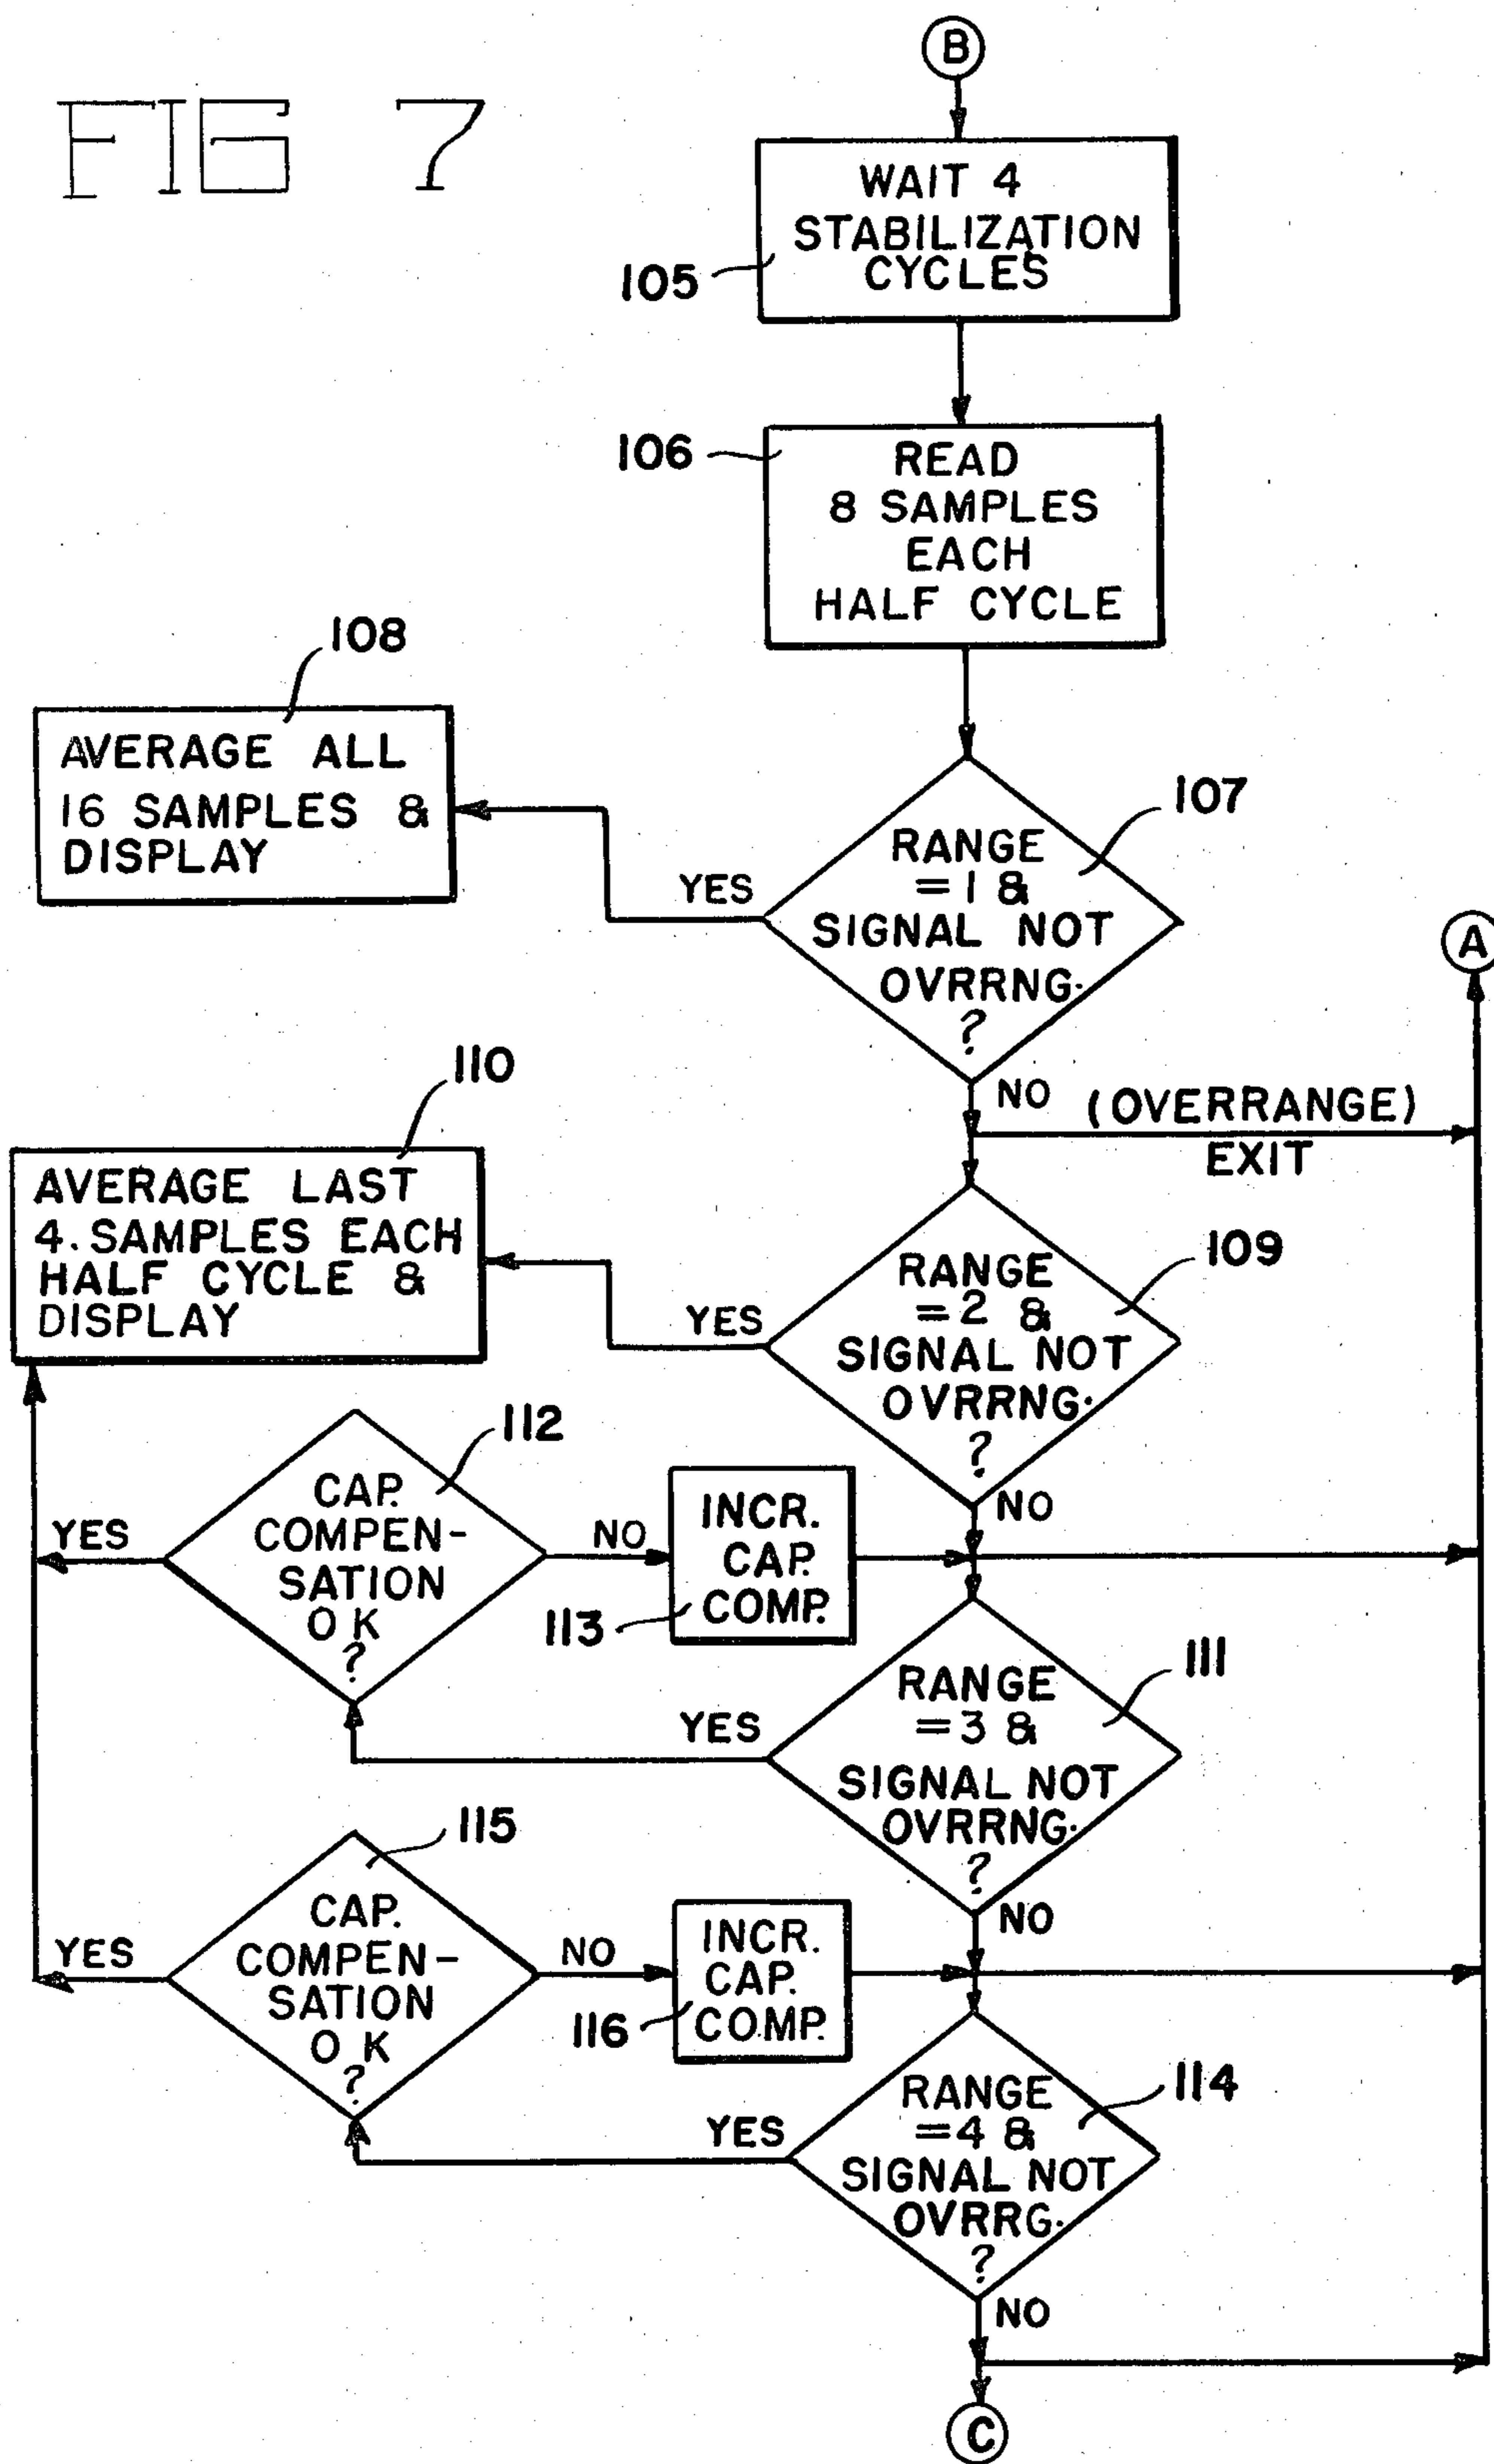 FIG 7
B
WAIT 4
STABILIZATION
CYCLES
105
106
READ
8 SAMPLES
EACH
HALF CYCLE
108
AVERAGE ALL
16 SAMPLES &
DISPLAY
107
RANGE
=1 &
SIGNAL NOT
OVRRNG.
?
YES
A
NO
(OVERRANGE)
EXIT
110
AVERAGE LAST
4. SAMPLES EACH
HALF CYCLE &
DISPLAY
109
RANGE
=2 &
SIGNAL NOT
OVRRNG.
?
YES
NO
112
CAP.
COMPEN-
SATION
OK
?
YES
NO
INCR.
CAP.
COMP.
113
111
RANGE
=3 &
SIGNAL NOT
OVRRNG.
?
YES
NO
115
CAP.
COMPEN-
SATION
OK
?
YES
NO
INCR.
CAP.
COMP.
116
114
RANGE
=4 &
SIGNAL NOT
OVRRG.
?
YES
NO
C